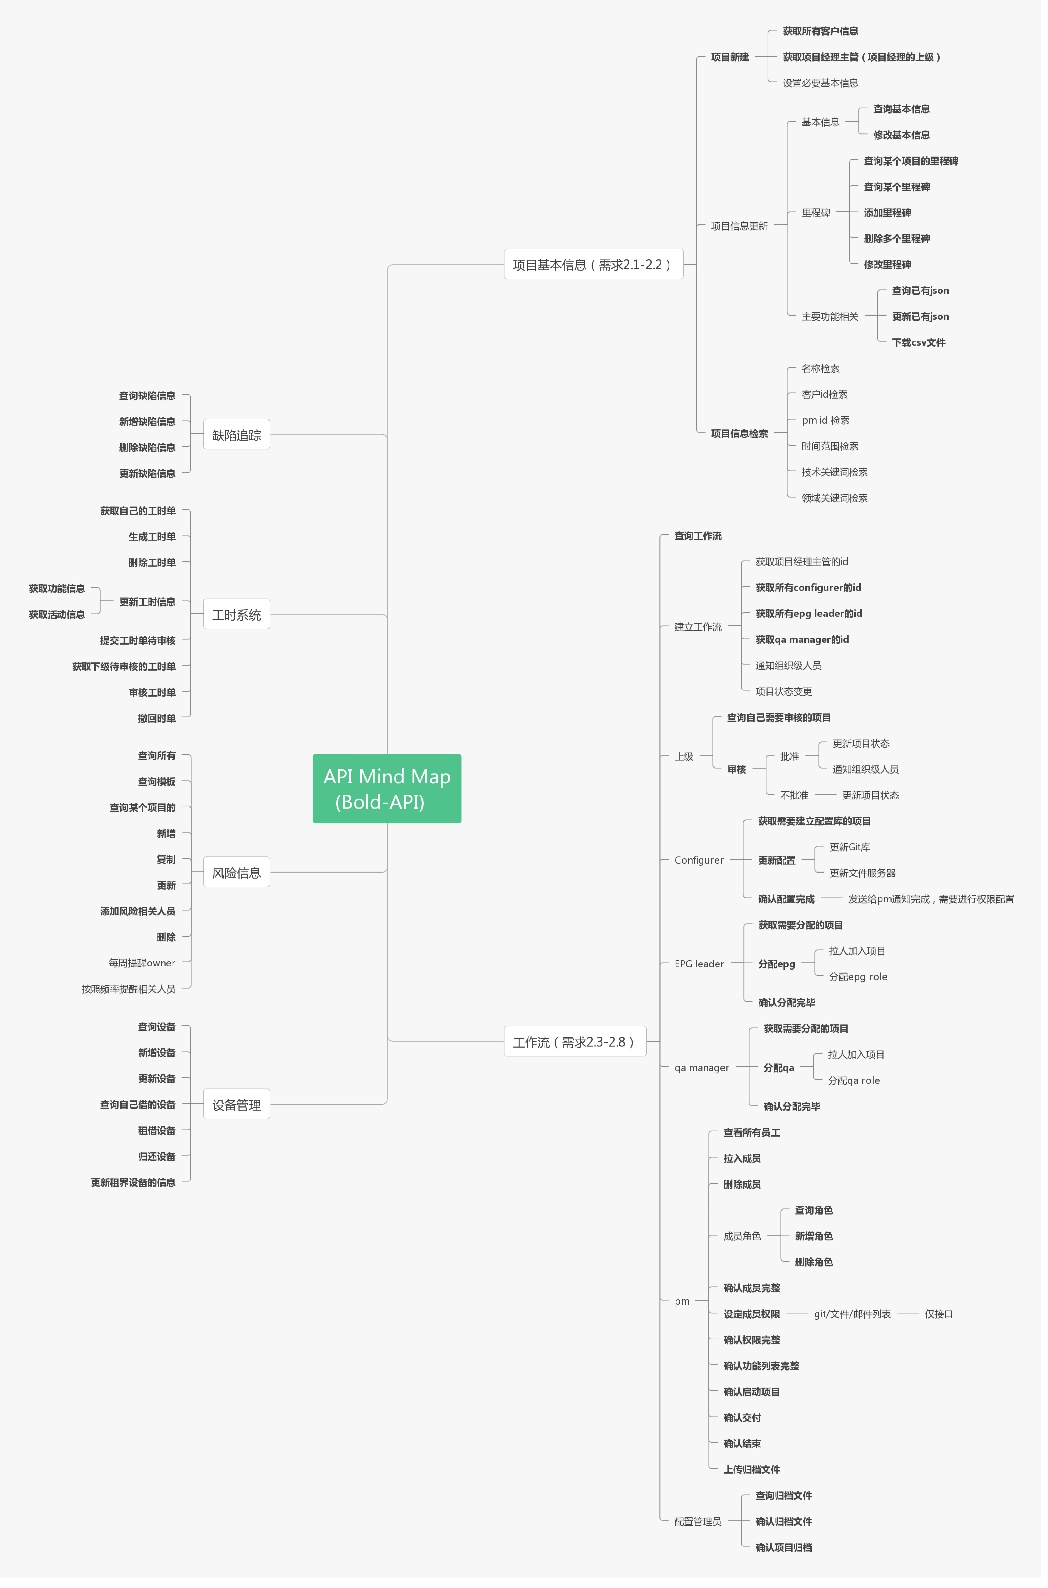 API Mind Map
(Bold-API)
项目基本信息（需求2.1-2.2）
项目新建
获取所有客户信息
获取项目经理主管（项目经理的上级）
设置必要基本信息
项目信息更新
基本信息
查询基本信息
修改基本信息
里程碑
查询某个项目的里程碑
查询某个里程碑
添加里程碑
删除多个里程碑
修改里程碑
主要功能相关
查询已有json
更新已有json
下载csv文件
项目信息检索
名称检索
客户id检索
pm id 检索
时间范围检索
技术关键词检索
领域关键词检索
工作流（需求2.3-2.8）
查询工作流
建立工作流
获取项目经理主管的id
获取所有configurer的id
获取所有epg leader的id
获取qa manager的id
通知组织级人员
项目状态变更
上级
查询自己需要审核的项目
审核
批准
更新项目状态
通知组织级人员
不批准
更新项目状态
Configurer
获取需要建立配置库的项目
更新配置
更新Git库
更新文件服务器
确认配置完成
发送给pm通知完成，需要进行权限配置
EPG leader
获取需要分配的项目
分配epg
拉人加入项目
分配epg role
确认分配完毕
qa manager
获取需要分配的项目
分配qa
拉人加入项目
分配qa role
确认分配完毕
pm
查看所有员工
拉入成员
删除成员
成员角色
查询角色
新增角色
删除角色
确认成员完整
设定成员权限
git/文件/邮件列表
仅接口
确认权限完整
确认功能列表完整
确认启动项目
确认交付
确认结束
上传归档文件
配置管理员
查询归档文件
确认归档文件
确认项目归档
缺陷追踪
查询缺陷信息
新增缺陷信息
删除缺陷信息
更新缺陷信息
工时系统
获取自己的工时单
生成工时单
删除工时单
更新工时信息
获取功能信息
获取活动信息
提交工时单待审核
获取下级待审核的工时单
审核工时单
撤回时单
风险信息
查询所有
查询模板
查询某个项目的
新增
复制
更新
添加风险相关人员
删除
每周提醒owner
按照频率提醒相关人员
设备管理
查询设备
新增设备
更新设备
查询自己借的设备
租借设备
归还设备
更新租界设备的信息